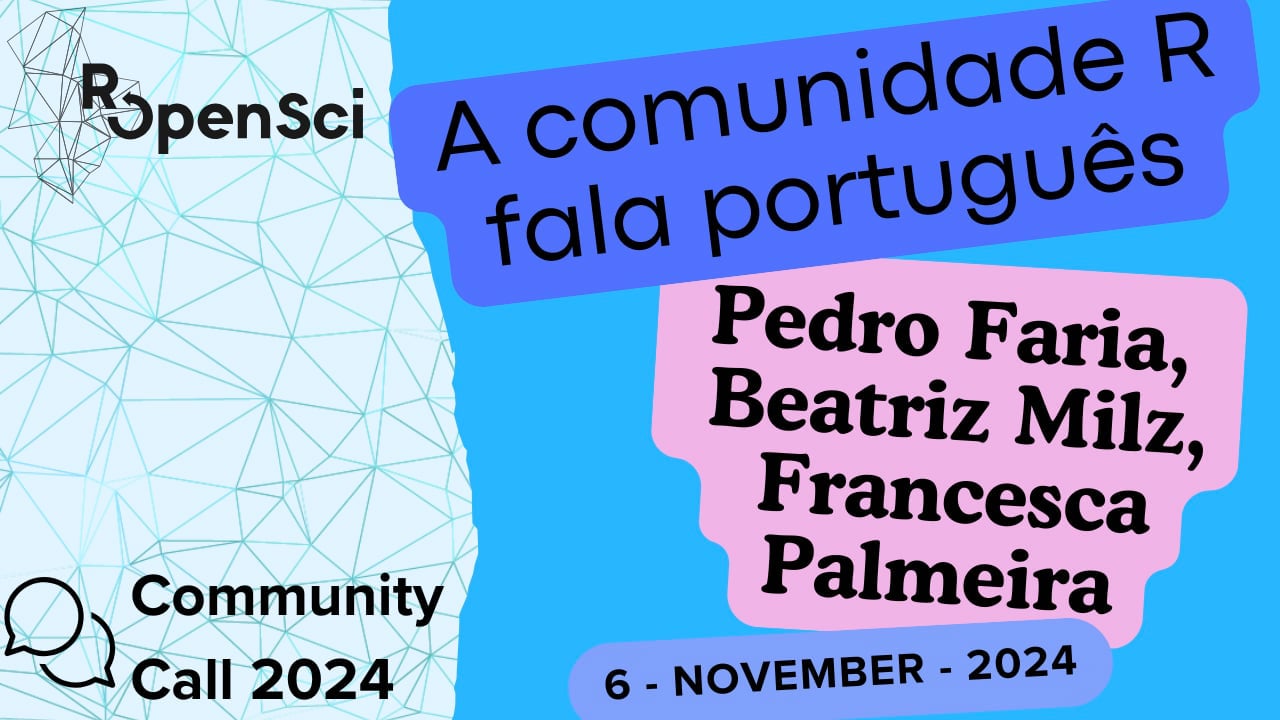 ROpenSci
A comunidade R
fala português
Pedro Faria,
Beatriz Milz,
Francesca
Palmeira
Community
Call 2024
6 - NOVEMBER - 2024